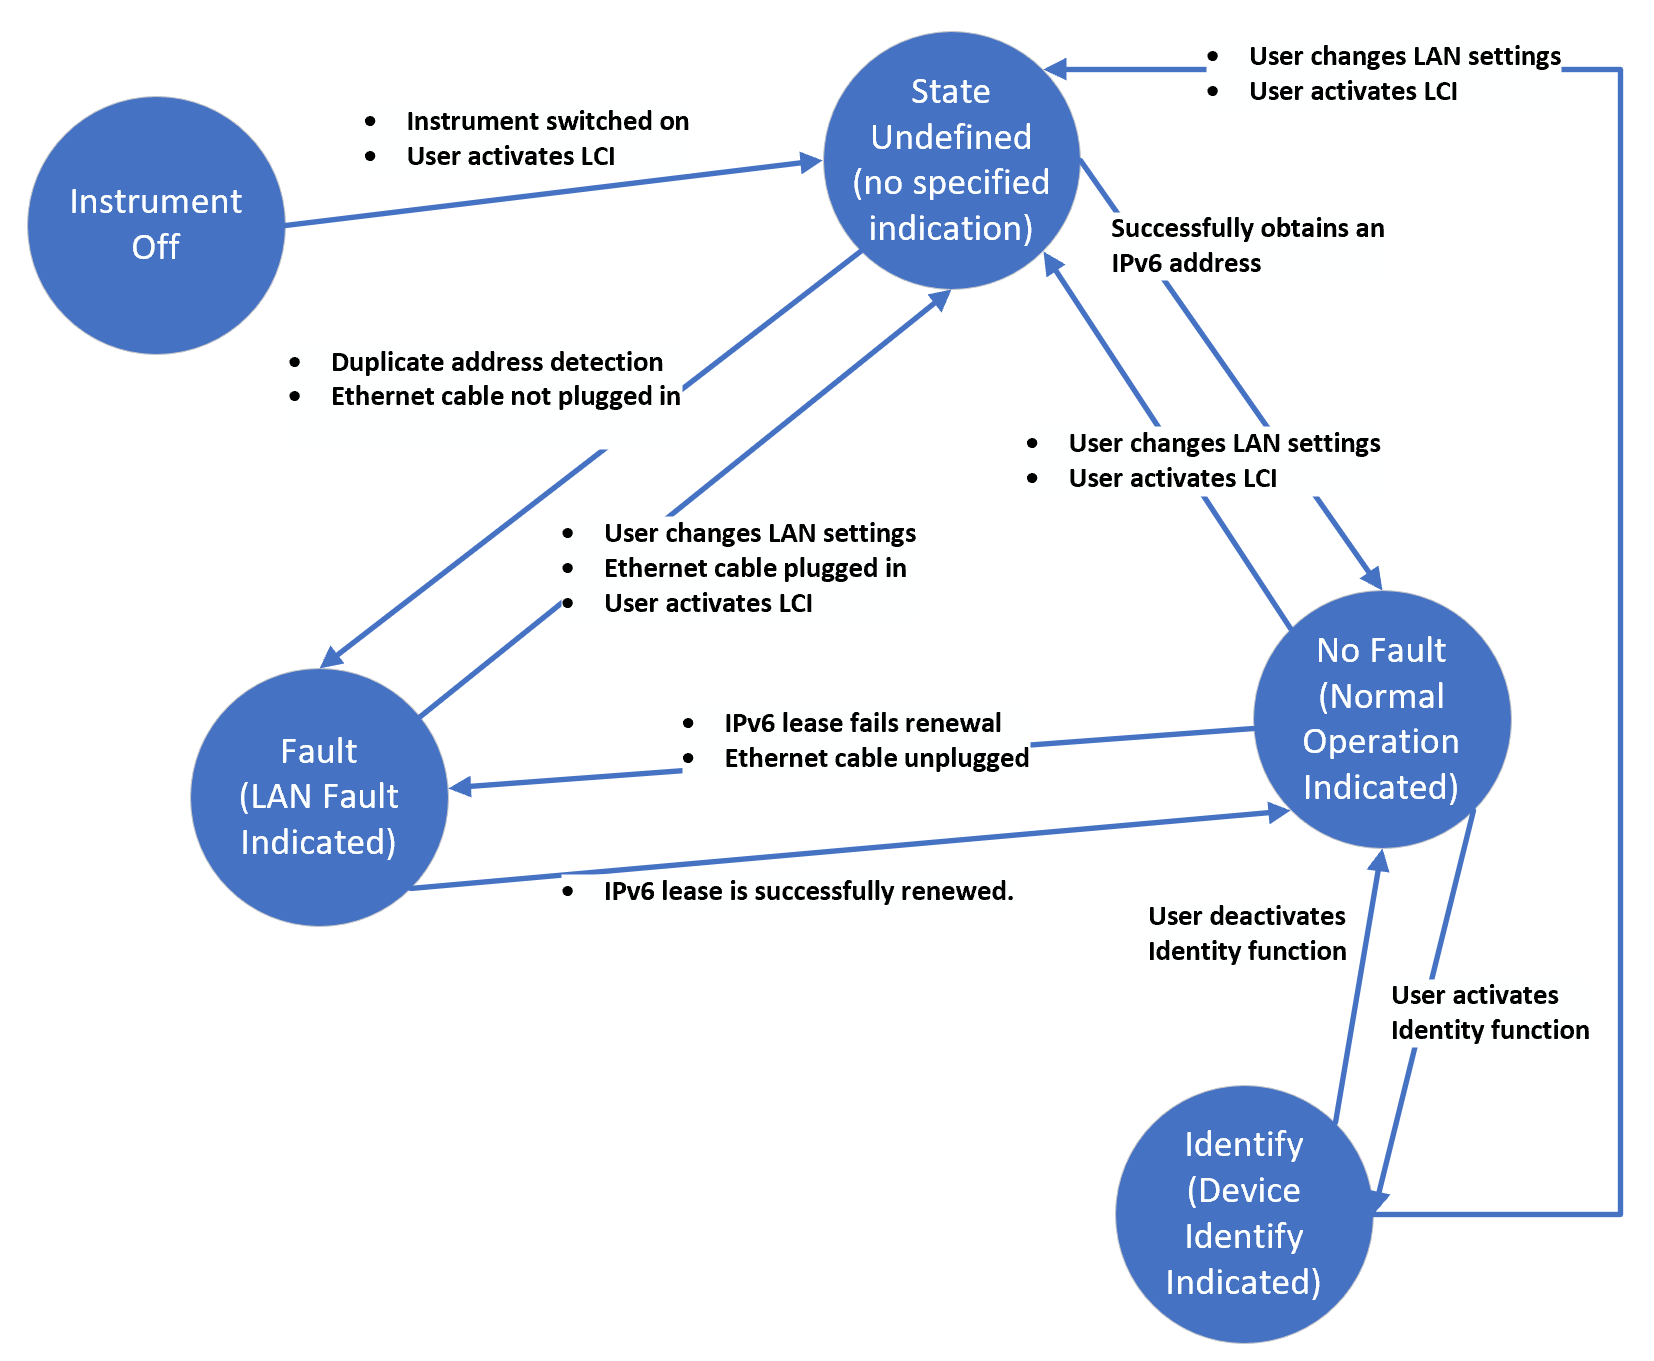 • User changes LAN settings
• User activates LCI
State
Undefined
(no specified
indication)
• Instrument switched on
• User activates LCI
Instrument
Off
Successfully obtains an
IPv6 address
• Duplicate address detection
• Ethernet cable not plugged in
• User changes LAN settings
• User activates LCI
• User changes LAN settings
• Ethernet cable plugged in
• User activates LCI
No Fault
(Normal
Operation
Indicated)
• IPv6 lease fails renewal
• Ethernet cable unplugged
Fault
(LAN Fault
Indicated)
• IPv6 lease is successfully renewed.
User deactivates
Identity function
User activates
Identity function
Identify
(Device
Identify
Indicated)